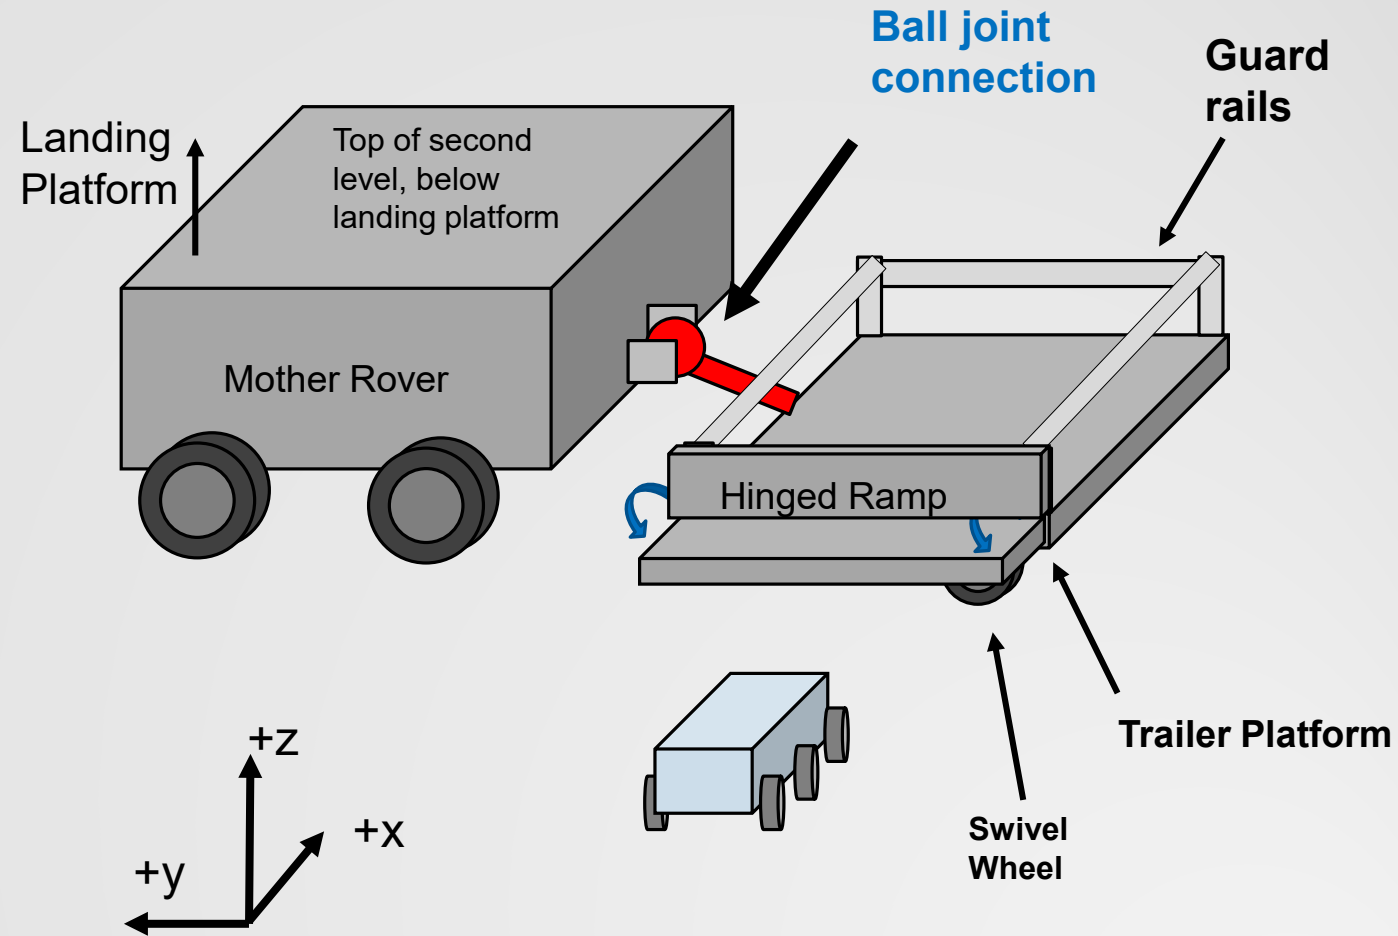 Ball joint
connection
Guard
rails
Landing
Platform
Top of second
level, below
landing platform
Mother Rover
Hinged Ramp
Trailer Platform
Swivel
Wheel
+z
+x
+y